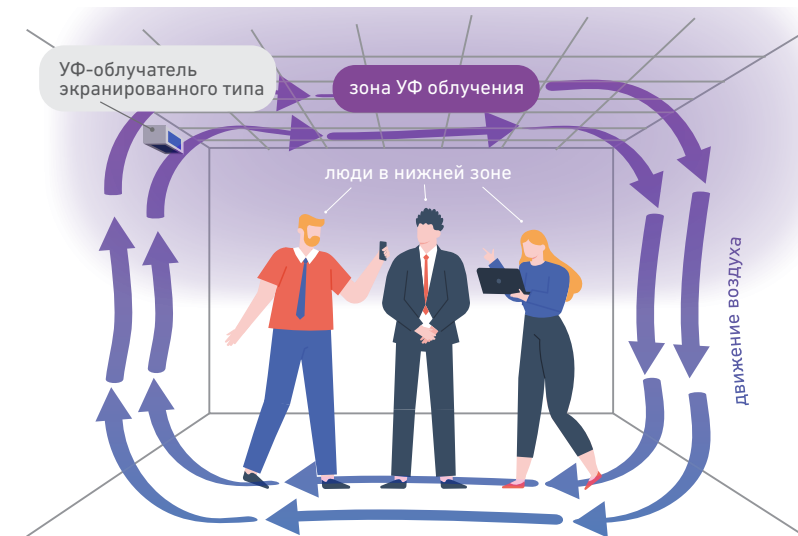 УФ-облучатель
экранированного типа
зона УФ облучения
люди в нижней зоне
движение воздуха